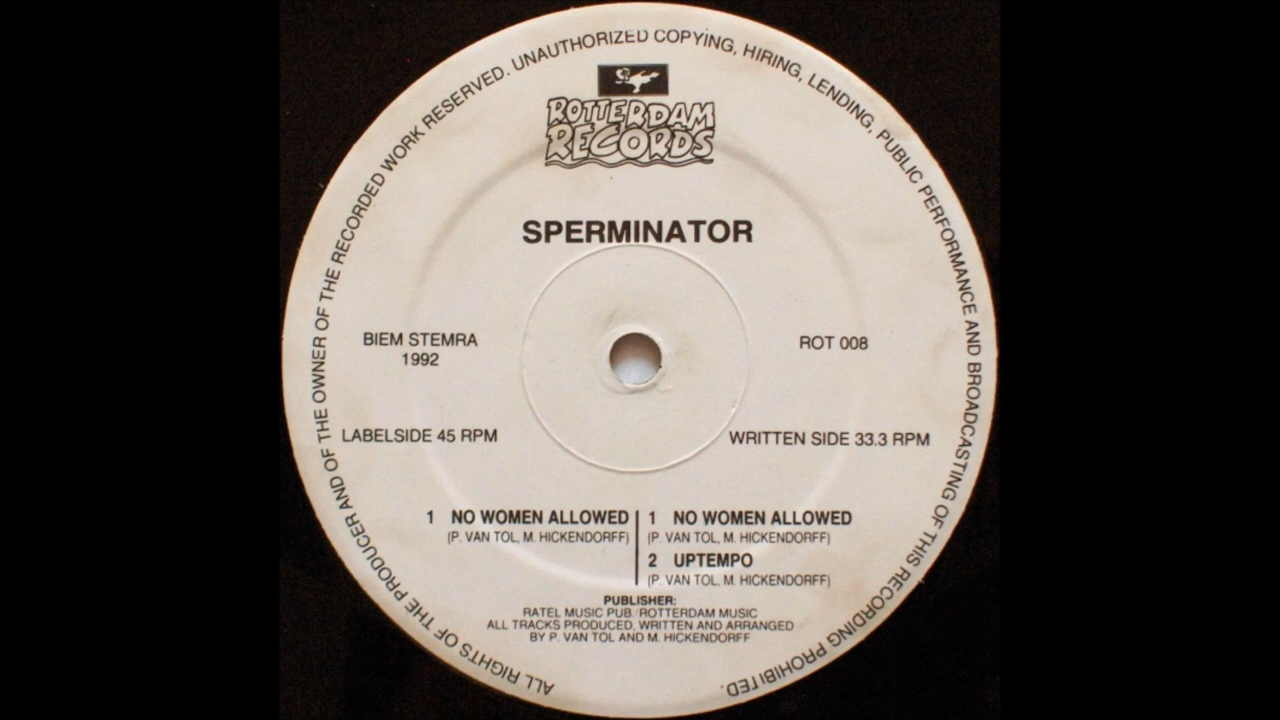 ALL RIGHTS OF THE PRODUCER AND OF THE OWNER OF THE RECORDED WORK RESERVED. UNAUTHORIZED COPYING, HIRING, LENDING, PUBLIC PERFORMANCE AND BROADCASTING OF THIS RECORDING PROHIBITED.
ROTTERDAM
RECORDS
SPERMINATOR
BIEM STEMRA
1992
ROT 008
LABELSIDE 45 RPM
WRITTEN SIDE 33.3 RPM
1 NO WOMEN ALLOWED
(P. VAN TOL, M. HICKENDORFF)
1 NO WOMEN ALLOWED
(P. VAN TOL, M. HICKENDORFF)
2 UPTEMPO
(P. VAN TOL, M. HICKENDORFF)
PUBLISHER:
RATEL MUSIC PUB./ROTTERDAM MUSIC
ALL TRACKS PRODUCED, WRITTEN AND ARRANGED
BY P. VAN TOL AND M. HICKENDORFF